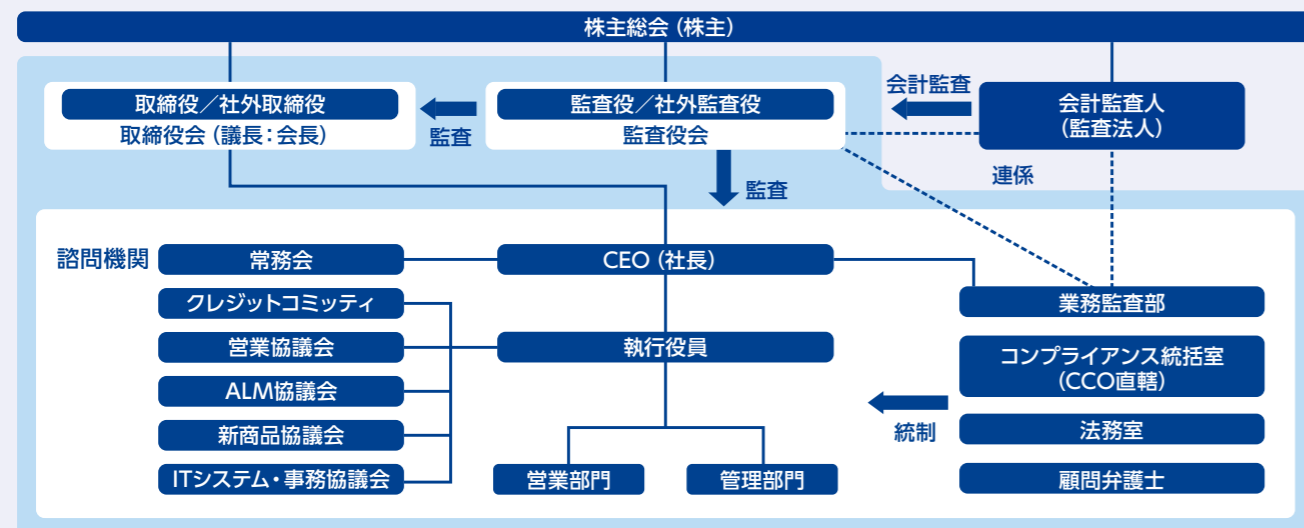 株主総会（株主）
取締役／社外取締役
取締役会（議長：会長）
監査
監査役／社外監査役
監査役会
会計監査
会計監査人
（監査法人）
連係
監査
諮問機関
常務会
CEO（社長）
クレジットコミッティ
営業協議会
執行役員
ALM協議会
新商品協議会
ITシステム・事務協議会
営業部門
管理部門
業務監査部
コンプライアンス統括室
（CCO直轄）
統制
法務室
顧問弁護士